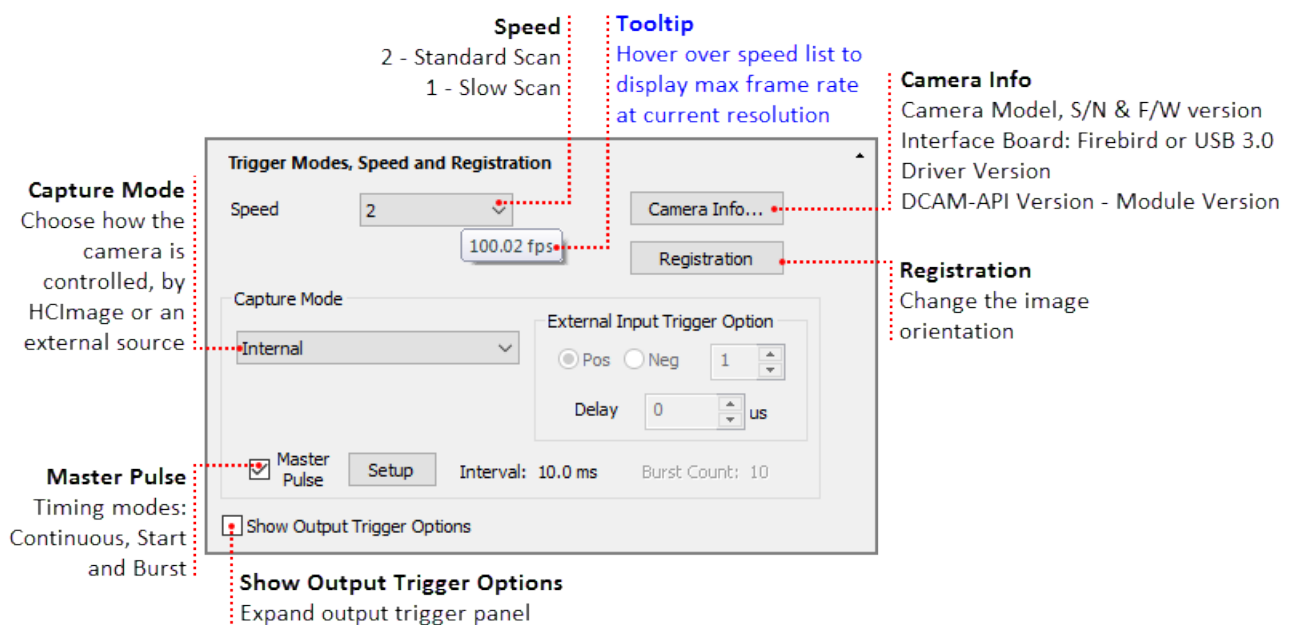 Speed
2 - Standard Scan
1 - Slow Scan
Tooltip
Hover over speed list to
display max frame rate
at current resolution
Camera Info
Camera Model, S/N & F/W version
Interface Board: Firebird or USB 3.0
Driver Version
DCAM-API Version - Module Version
Capture Mode
Choose how the
camera is
controlled, by
HCImage or an
external source
Trigger Modes, Speed and Registration
Speed 2 Camera Info...
100.02 fps
Registration
Registration
Change the image
orientation
Capture Mode
Internal
External Input Trigger Option
Pos Neg 1
Delay 0 us
Master Pulse
Timing modes:
Continuous, Start
and Burst
Master
Pulse
Setup Interval: 10.0 ms Burst Count: 10
Show Output Trigger Options
Show Output Trigger Options
Expand output trigger panel